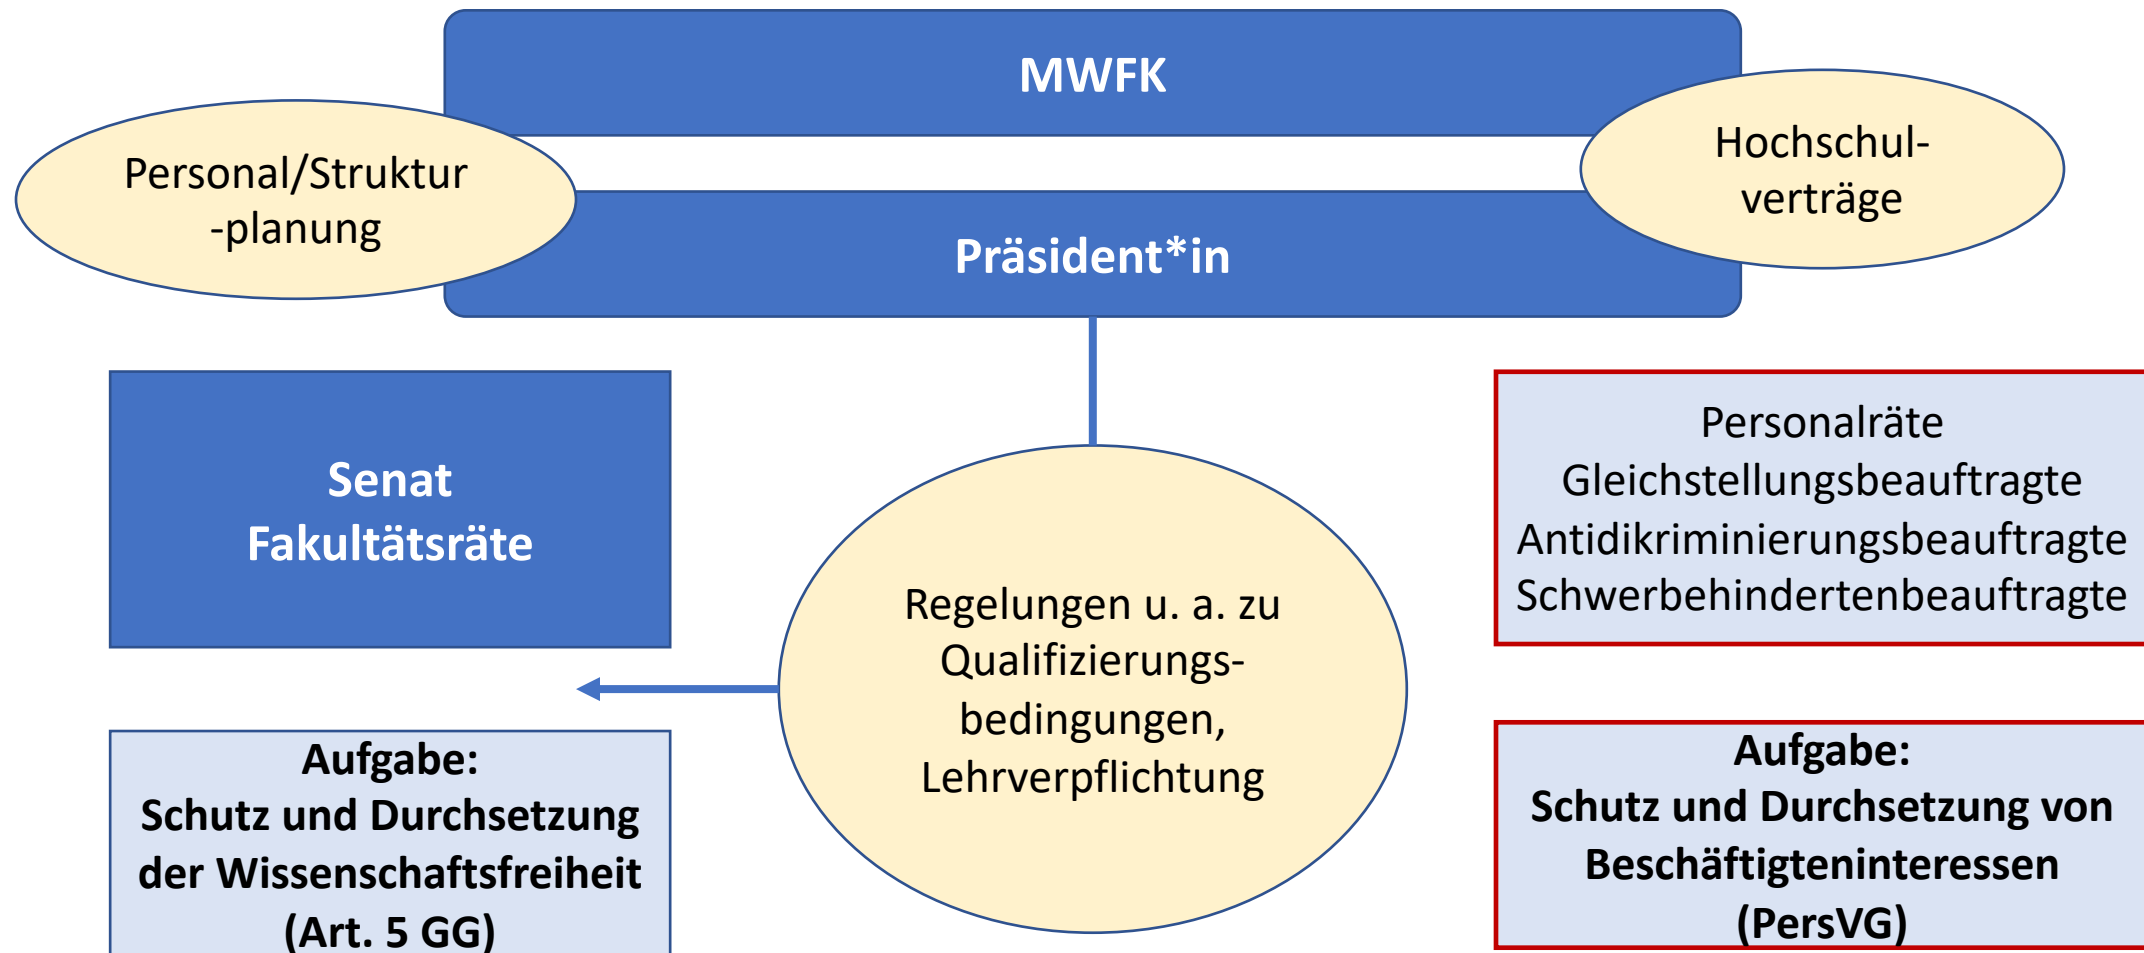 MWFK
Personal/Struktur
-planung
Hochschul-
verträge
Präsident*in
Senat
Fakultätsräte
Personalräte
Gleichstellungsbeauftragte
Antidikriminierungsbeauftragte
Schwerbehindertenbeauftragte
Regelungen u. a. zu
Qualifizierungs-
bedingungen,
Lehrverpflichtung
Aufgabe:
Schutz und Durchsetzung
der Wissenschaftsfreiheit
(Art. 5 GG)
Aufgabe:
Schutz und Durchsetzung von
Beschäftigteninteressen
(PersVG)